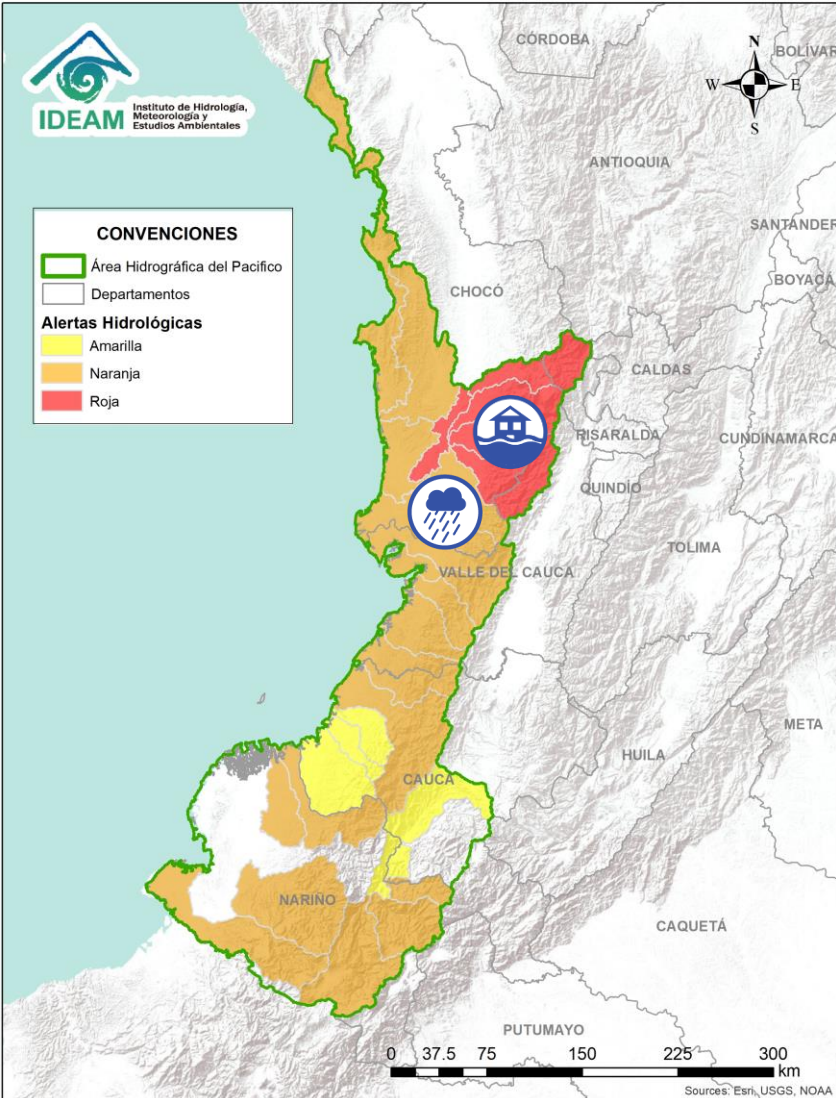 IDEAM
Instituto de Hidrología,
Meteorología y
Estudios Ambientales
CÓRDOBA
BOLÍVAR
N
W
E
S
ANTIOQUIA
SANTANDER
BOYACÁ
CONVENCIONES
Área Hidrográfica del Pacifico
Departamentos
Alertas Hidrológicas
Amarilla
Naranja
Roja
CHOCÓ
CALDAS
RISARALDA
CUNDINAMARCA
QUINDÍO
TOLIMA
VALLE DEL CAUCA
META
HUILA
CAUCA
NARIÑO
CAQUETÁ
PUTUMAYO
0 37.5 75 150 225 300
km
Sources: Esri, USGS, NOAA